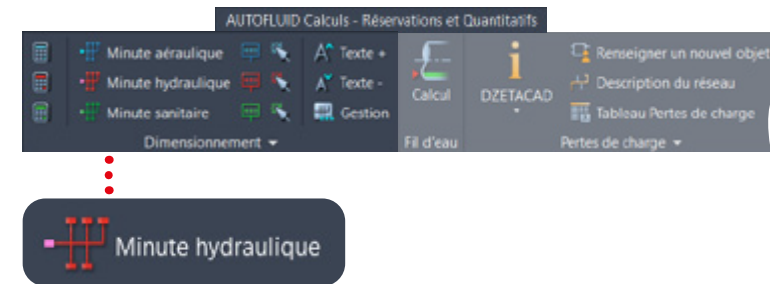 AUTOFLUID Calculs - Réservations et Quantitatifs
Minute aéraulique
Minute hydraulique
Minute sanitaire
Texte +
Texte -
Gestion
Dimensionnement
Calcul
Fil d'eau
DZETACAD
Renseigner un nouvel objet
Description du réseau
Tableau Pertes de charge
Pertes de charge
Minute hydraulique